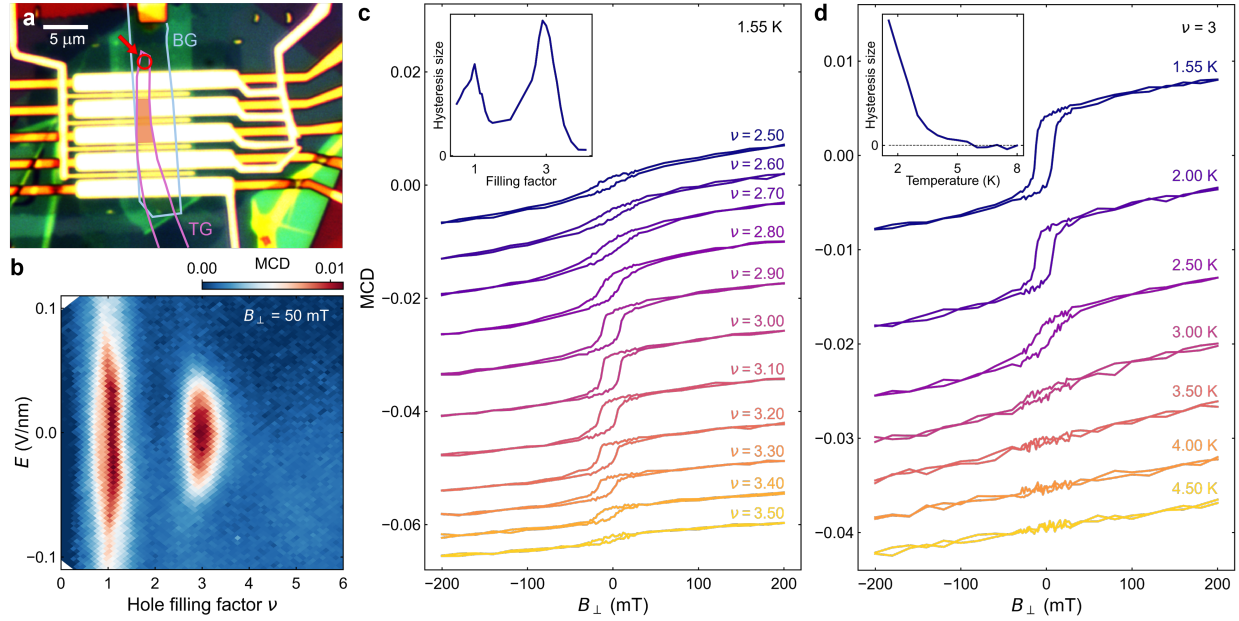 a
5 μm
BG
TG
b
0.00 MCD 0.01
B⊥ = 50 mT
0.1
0.0
−0.1
E (V/nm)
0 1 2 3 4 5 6
Hole filling factor ν
c
1.55 K
Hysteresis size
1 3
Filling factor
0.02
0.00
−0.02
−0.04
−0.06
MCD
ν = 2.50
ν = 2.60
ν = 2.70
ν = 2.80
ν = 2.90
ν = 3.00
ν = 3.10
ν = 3.20
ν = 3.30
ν = 3.40
ν = 3.50
−200 −100 0 100 200
B⊥ (mT)
d
ν = 3
Hysteresis size
2 4 6 8
Temperature (K)
0.01
0.00
−0.01
−0.02
−0.03
−0.04
1.55 K
2.00 K
2.50 K
3.00 K
3.50 K
4.00 K
4.50 K
−200 −100 0 100 200
B⊥ (mT)